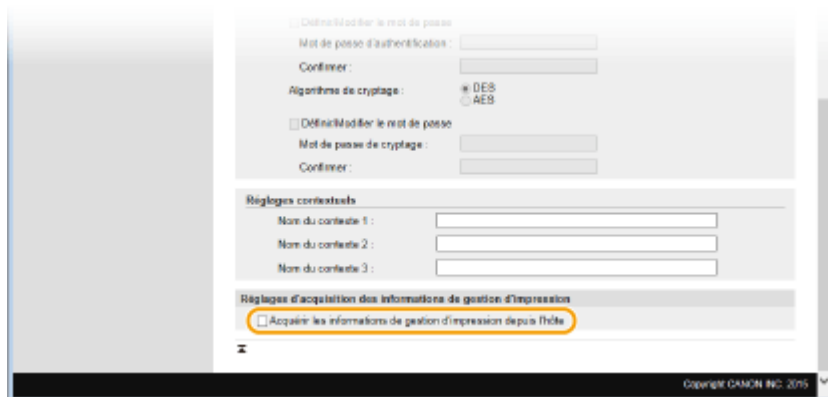 Définir/Modifier le mot de passe
Mot de passe d'authentification :
Confirmer :
Algorithme de cryptage :
DES
AES
Définir/Modifier le mot de passe
Mot de passe de cryptage :
Confirmer :
Réglages contextuels
Nom du contexte 1 :
Nom du contexte 2 :
Nom du contexte 3 :
Réglages d'acquisition des informations de gestion d'impression
Acquérir les informations de gestion d'impression depuis l'hôte
Copyright CANON INC. 2015